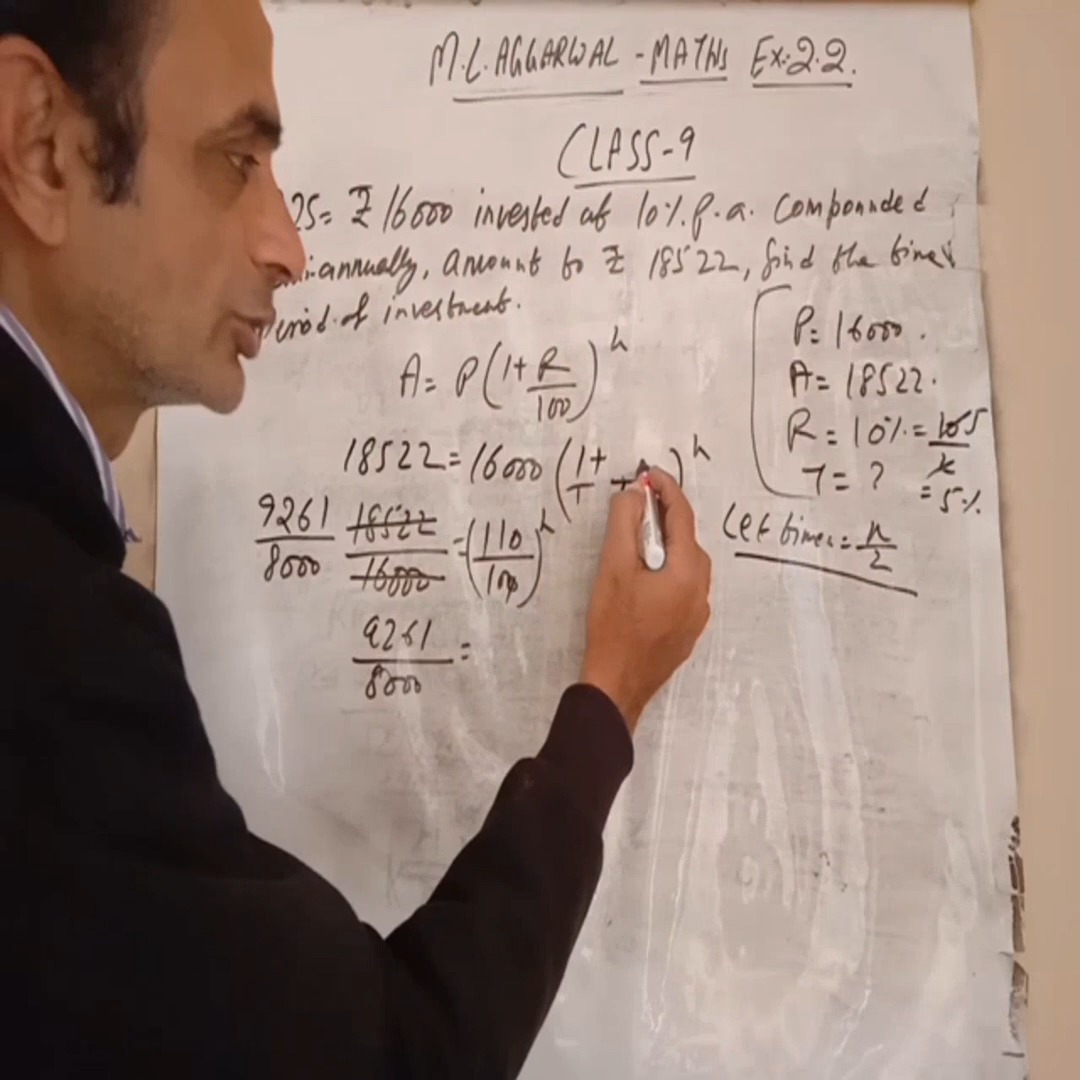 M.L. AGGARWAL - MATHS Ex:-2.2.
CLASS-9
25= ₹ 16000 invested at 10% p.a. compounded
annually, amount to ₹ 18522, find the time
period of investment.
A= P(1+R/100)^n
18522=16000(1+
9261/8000 18522/16000=(110/100)^n
9261/8000=
P=16000.
A=18522.
R=10%=10 5/2
=5%
T=?
Let time=n/2